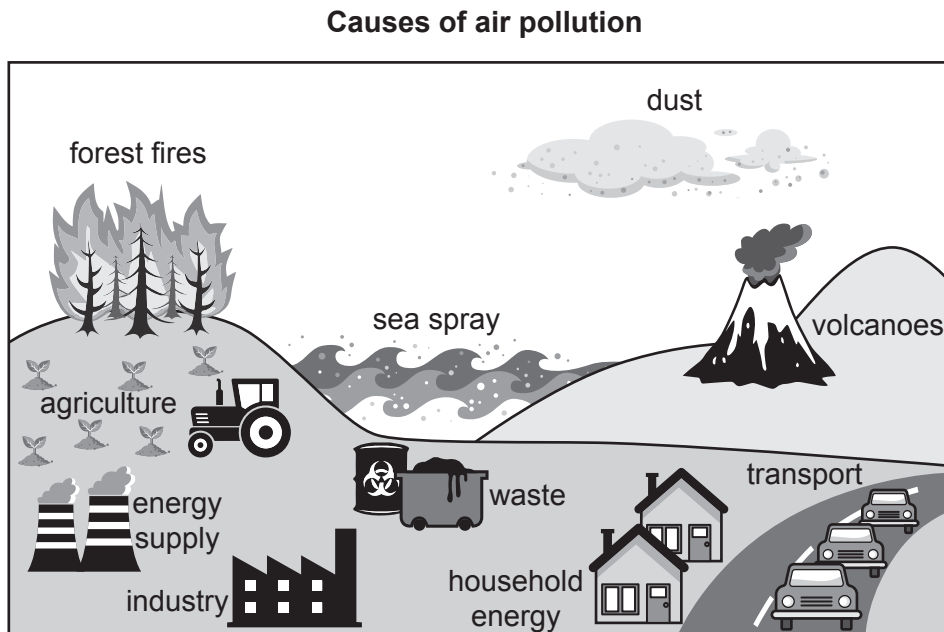 Causes of air pollution
dust
forest fires
sea spray
volcanoes
agriculture
transport
energy
supply
waste
household
energy
industry